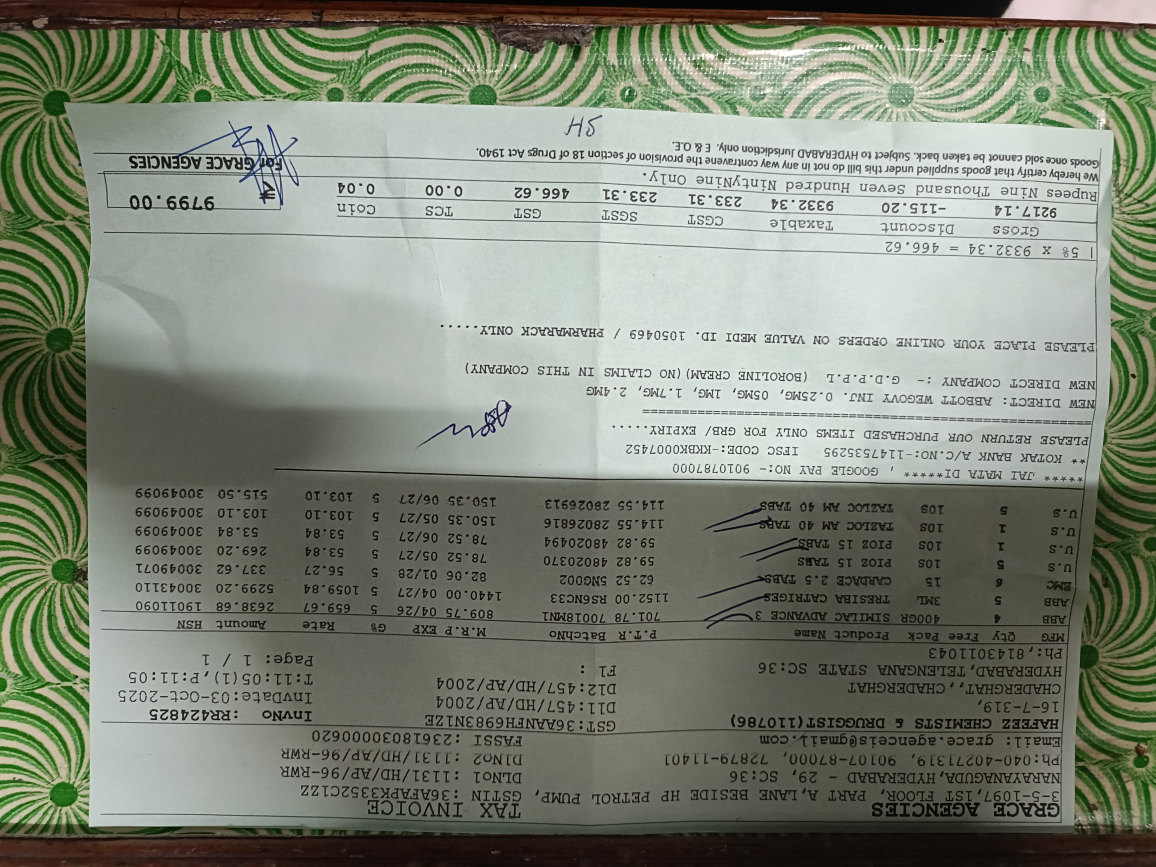 GRACE AGENCIES TAX INVOICE
3-5-1097,1ST FLOOR, PART A,LANE BESIDE HP PETROL PUMP, GSTIN :36AFAPK3352C1ZZ
NARAYANAGUDA,HYDERABAD - 29, SC:36 DLNO1 :1131/HD/AP/96-RWR
Ph:040-40271319, 90107-87000, 72879-11401 DlNo2 :1131/HD/AP/96-RWR
Email: grace.agenceis@gmail.com FASSI :23618030000620
HAFEEZ CHEMISTS & DRUGGIST(110786) GST:36AANFH6983N1ZE InvNo :RR424825
16-7-319, Dl1:457/HD/AP/2004 InvDate:03-Oct-2025
CHADERGHAT,,CHADERGHAT Dl2:457/HD/AP/2004 T:11:05(1),P:11:05
HYDERABAD,TELENGANA STATE SC:36 Fl : Page: 1 / 1
Ph:,8143011043
MFG Qty Free Pack Product Name P.T.R BatchNo M.R.P EXP G% Rate Amount HSN
ABB 4 400GR SIMILAC ADVANCE 3 701.78 70018MN1 809.75 04/26 5 659.67 2638.68 19011090
ABB 5 3ML TRESIBA CATRIGES 1152.00 RS6NC33 1440.00 04/27 5 1059.84 5299.20 30043110
EMC 6 15 CARDACE 2.5 TABS 62.52 5NG002 82.06 01/28 5 56.27 337.62 30049071
U.S 5 10S PIOZ 15 TABS 59.82 48020370 78.52 05/27 5 53.84 269.20 30049099
U.S 1 10S PIOZ 15 TABS 59.82 48020494 78.52 06/27 5 53.84 53.84 30049099
U.S 1 10S TAZLOC AM 40 TABS 114.55 28026816 150.35 05/27 5 103.10 103.10 30049099
U.S 5 10S TAZLOC AM 40 TABS 114.55 28026913 150.35 06/27 5 103.10 515.50 30049099
***** JAI MATA DI***** , GOOGLE PAY NO:- 9010787000
** KOTAK BANK A/C.NO:-1147535295 IFSC CODE:-KKBK0007452
PLEASE RETURN OUR PURCHASED ITEMS ONLY FOR GRB/ EXPIRY.....
==========================================================
NEW DIRECT: ABBOTT WEGOVY INJ. 0.25MG, 05MG, 1MG, 1.7MG, 2.4MG
NEW DIRECT COMPANY :- G.D.P.P.L (BOROLINE CREAM)(NO CLAIMS IN THIS COMPANY)
PLEASE PLACE YOUR ONLINE ORDERS ON VALUE MEDI ID. 1050469 / PHARMARACK ONLY.....
| 5% x 9332.34 = 466.62
Gross Discount Taxable CGST SGST GST TCS Coin
9217.14 -115.20 9332.34 233.31 233.31 466.62 0.00 0.04 9799.00
Rupees Nine Thousand Seven Hundred NintyNine Only.
We hereby certify that goods supplied under this bill do not in any way contravene the provision of section 18 of Drugs Act 1940. For GRACE AGENCIES
Goods once sold cannot be taken back. Subject to HYDERABAD Jurisdiction only. E & O.E